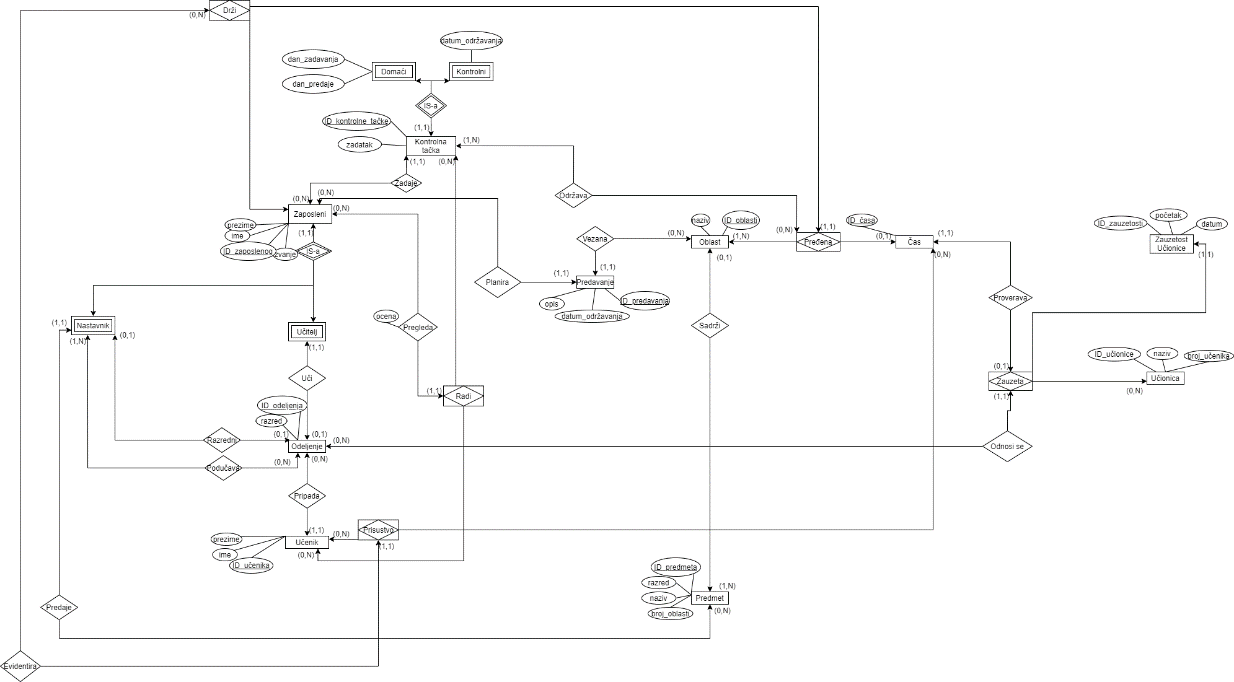 Drži
(0,N)
datum_održavanja
dan_zadavanja
Domaći
Kontrolni
dan_predaje
IS-a
ID_kontrolne_tačke
(1,1)
zadatak
Kontrolna
tačka
(1,N)
(1,1)
(0,N)
Zadaje
Održava
(0,N)
(0,N)
Zaposleni
(0,N)
prezime
ime
ID_zaposlenog
zvanje
(1,1)
IS-a
naziv
ID_oblasti
Vezana
(0,N)
Oblast
(1,N)
(0,N)
(1,1)
Pređena
ID_časa
(0,1)
Čas
(1,1)
(0,N)
(0,1)
ID_zauzetosti
početak
datum
Zauzetost
Učionice
(1,1)
Planira
(1,1)
(1,1)
Predavanje
opis
ID_predavanja
datum_održavanja
Proverava
(1,1)
Nastavnik
(1,N)
(0,1)
Učitelj
(1,1)
ocena
Pregleda
Sadrži
ID_učionice
naziv
broj_učenika
Učionica
(0,N)
(0,1)
Zauzeta
(1,1)
Uči
(1,1)
Radi
ID_odeljenja
razred
Razredni
(0,1)
(0,1)
Odeljenje
(0,N)
Odnosi se
Podučava
(0,N)
(0,N)
Pripada
Prisustvo
(1,1)
prezime
ime
ID_učenika
(1,1)
Učenik
(0,N)
(0,N)
ID_predmeta
razred
naziv
broj_oblasti
(1,N)
Predmet
(0,N)
Predaje
Evidentira